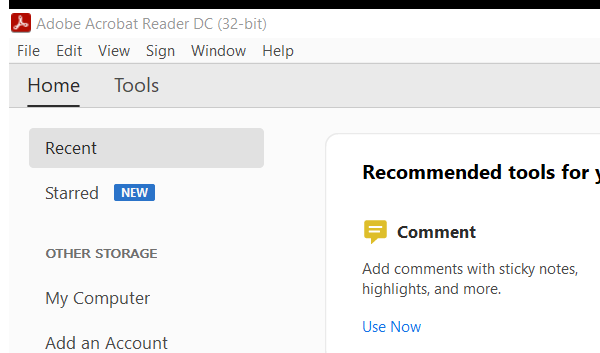 Adobe Acrobat Reader DC (32-bit)
File Edit View Sign Window Help
Home Tools
Recent
Starred NEW
OTHER STORAGE
My Computer
Add an Account
Recommended tools for y
Comment
Add comments with sticky notes,
highlights, and more.
Use Now